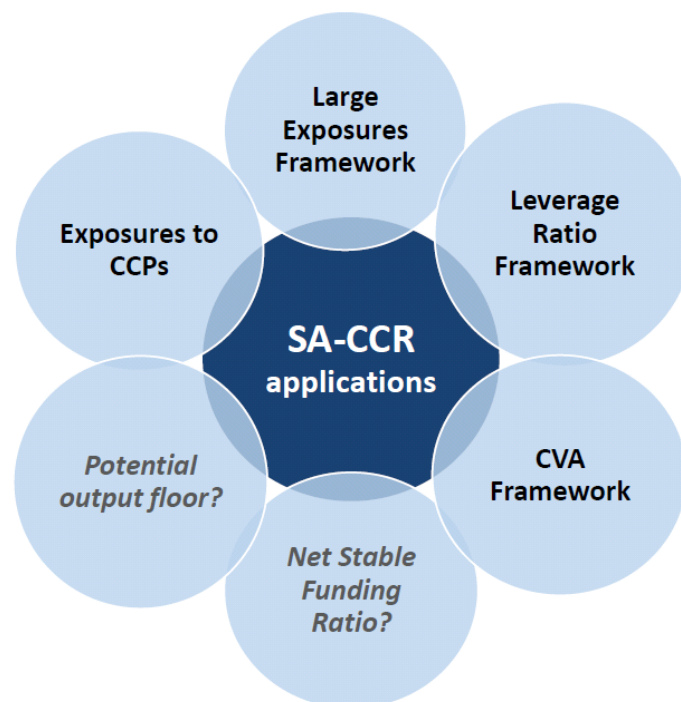 Large
Exposures
Framework
Leverage
Ratio
Framework
Exposures to
CCPs
SA-CCR
applications
CVA
Framework
Potential
output floor?
Net Stable
Funding
Ratio?